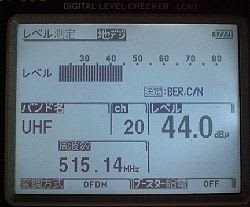 DIGITAL LEVEL CHECKER LCN3
レベル測定 地デジ
30 40 50 60 70 80
レベル
表示:BER.C/N
バンド名 ch レベル
UHF 20 44.0 dBμ
周波数
515.14MHz
変調方式 OFDM ブースター給電 OFF